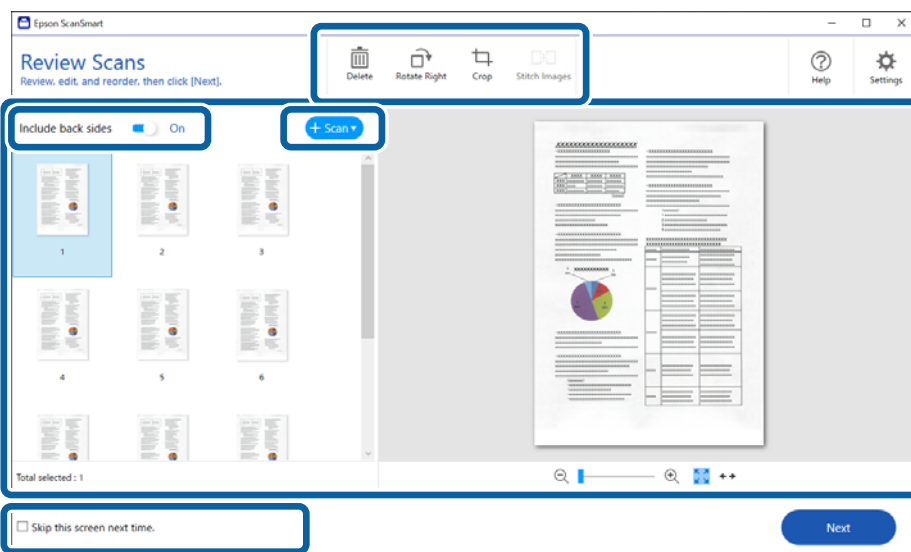 Epson ScanSmart
Review Scans
Review, edit, and reorder, then click [Next].
Delete
Rotate Right
Crop
Stitch Images
Help
Settings
Include back sides
On
+ Scan
1
2
3
4
5
6
Total selected : 1
Skip this screen next time.
Next